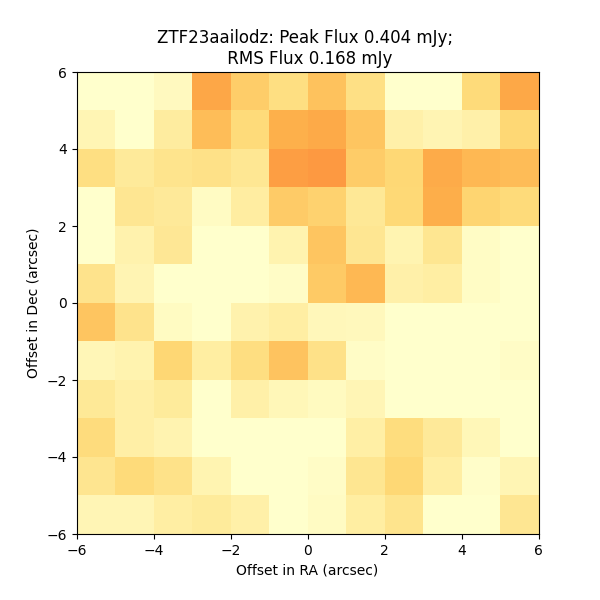 ZTF23aailodz: Peak Flux 0.404 mJy;
RMS Flux 0.168 mJy
6
4
2
0
−2
−4
−6
Offset in Dec (arcsec)
−6 −4 −2 0 2 4 6
Offset in RA (arcsec)